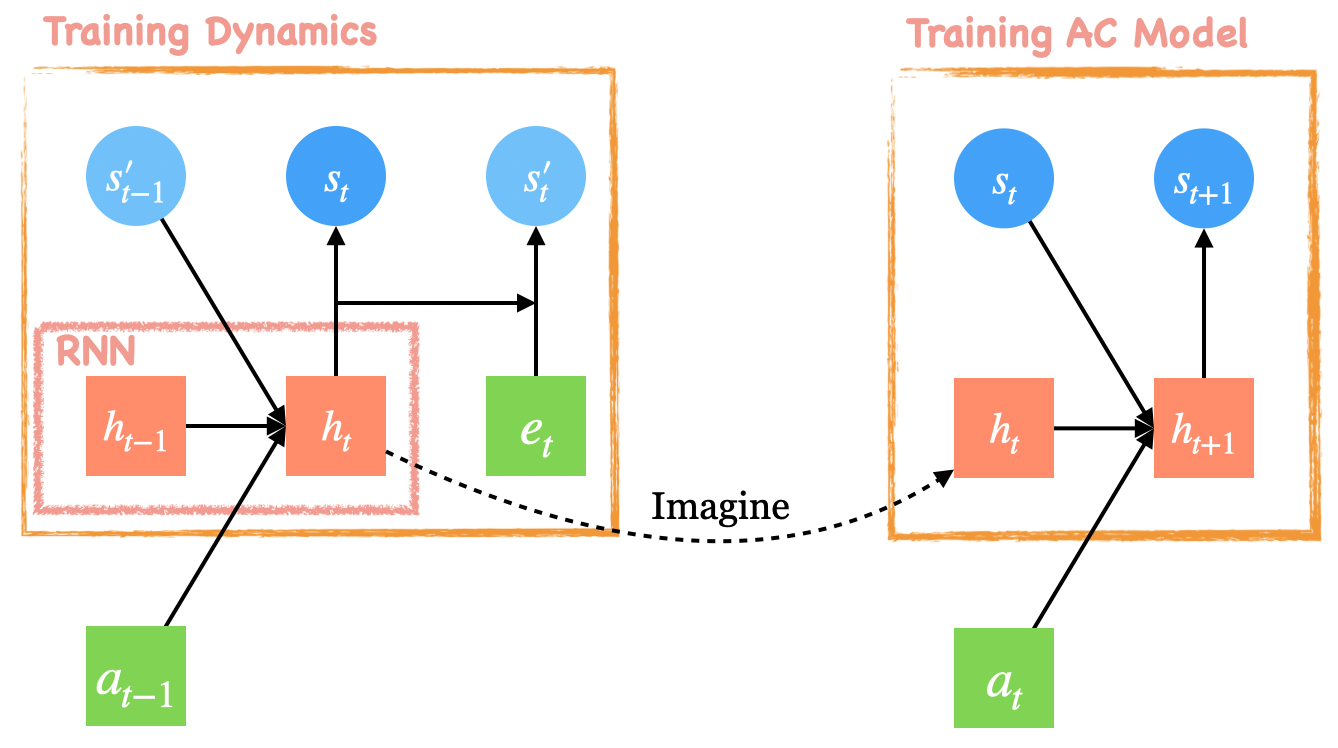 Training Dynamics
Training AC Model
s′_{t−1}
s_t
s′_t
s_t
s_{t+1}
RNN
h_{t−1}
h_t
e_t
h_t
h_{t+1}
Imagine
a_{t−1}
a_t